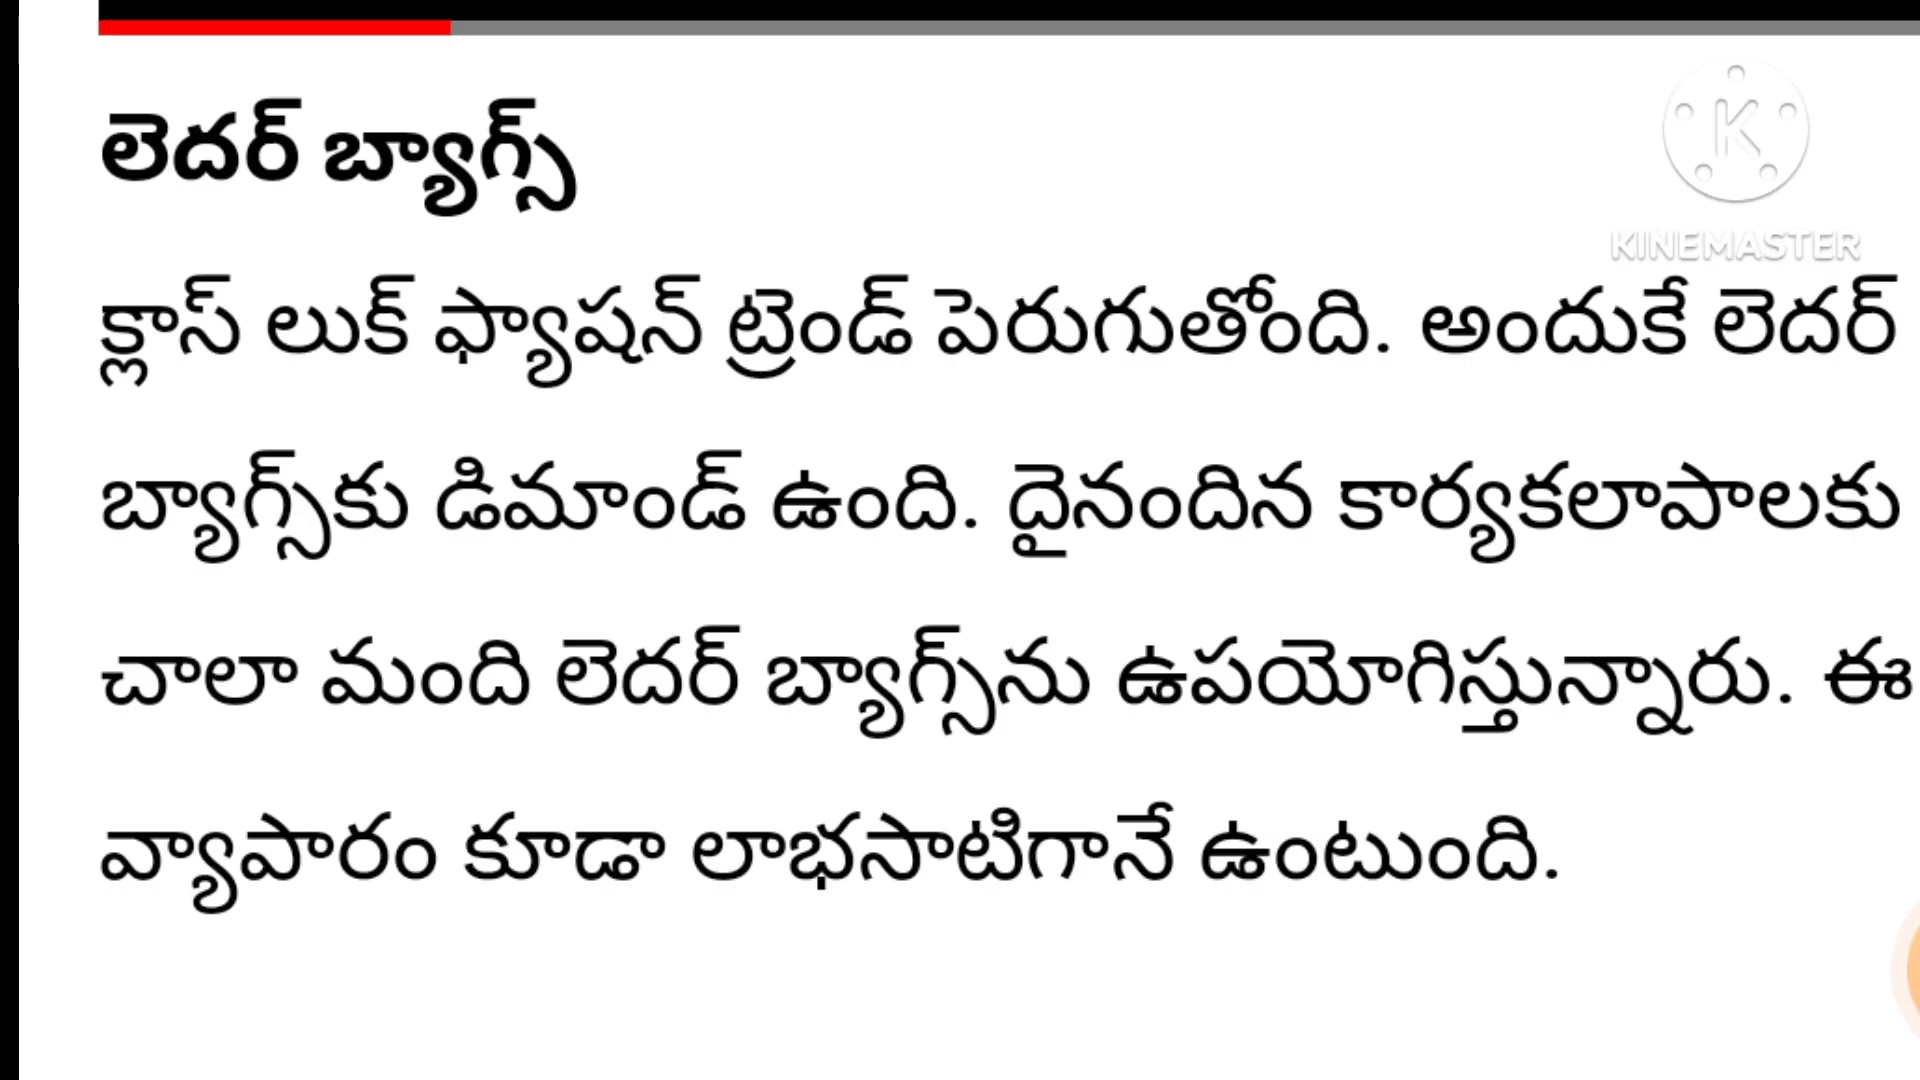 లెదర్ బ్యాగ్స్
KINEMASTER
క్లాస్ లుక్ ఫ్యాషన్ ట్రెండ్ పెరుగుతోంది. అందుకే లెదర్
బ్యాగ్స్‌కు డిమాండ్ ఉంది. దైనందిన కార్యకలాపాలకు
చాలా మంది లెదర్ బ్యాగ్స్‌ను ఉపయోగిస్తున్నారు. ఈ
వ్యాపారం కూడా లాభసాటిగానే ఉంటుంది.